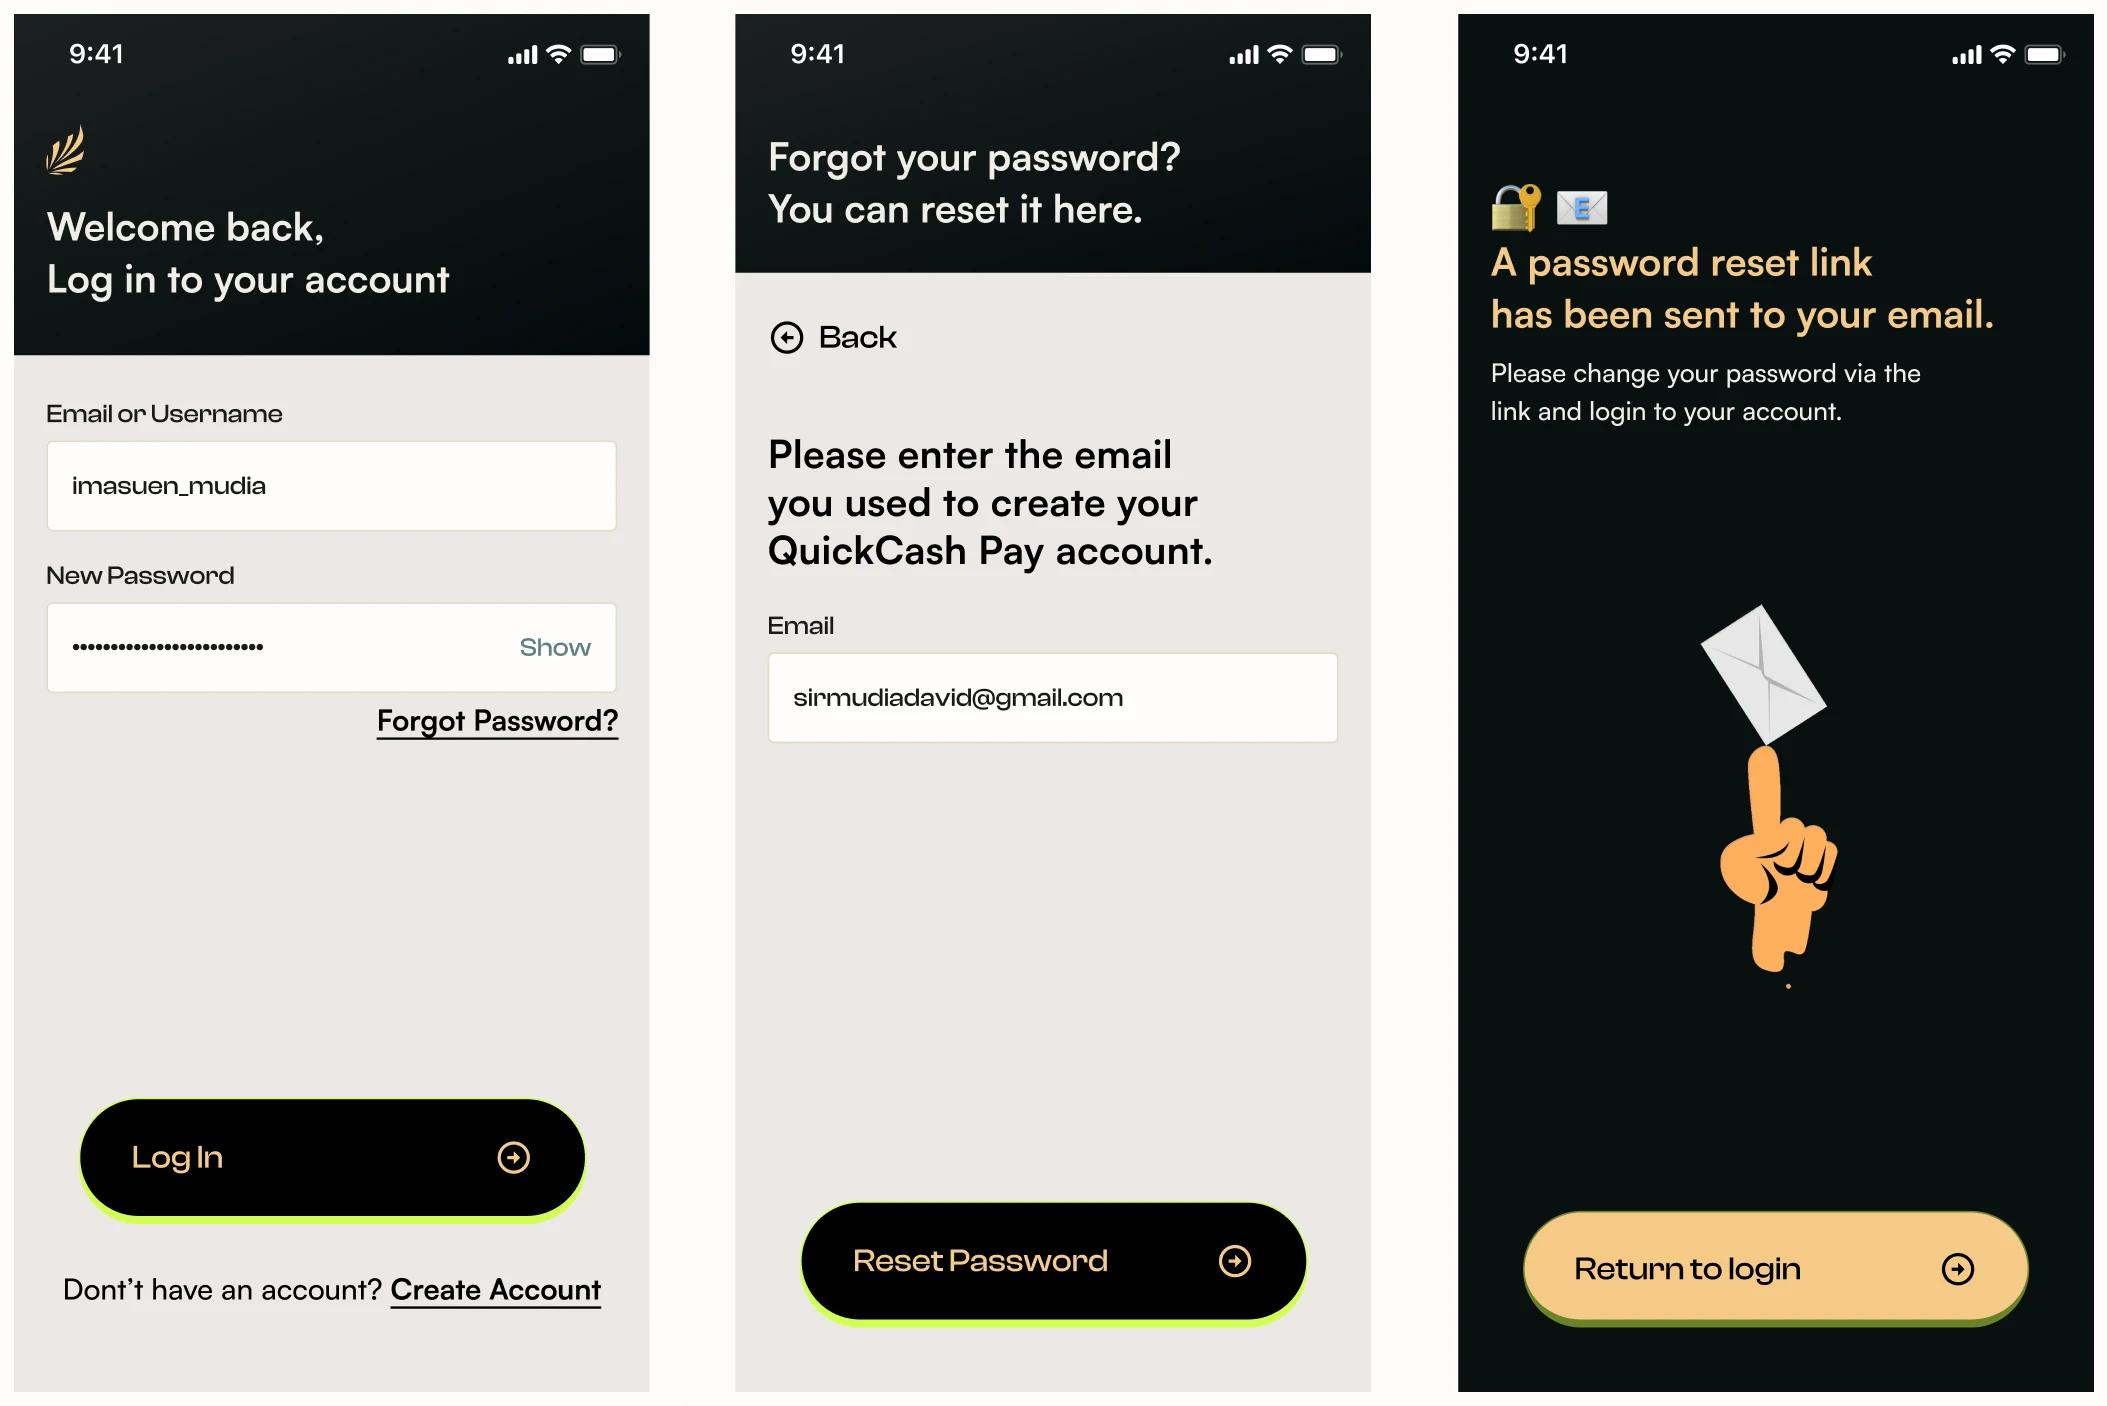 9:41
Welcome back,
Log in to your account
Email or Username
imasuen_mudia
New Password
•••••••••••••••••••••••••
Show
Forgot Password?
Log In
Dont’t have an account? Create Account
9:41
Forgot your password?
You can reset it here.
Back
Please enter the email
you used to create your
QuickCash Pay account.
Email
sirmudiadavid@gmail.com
Reset Password
9:41
E
A password reset link
has been sent to your email.
Please change your password via the
link and login to your account.
Return to login